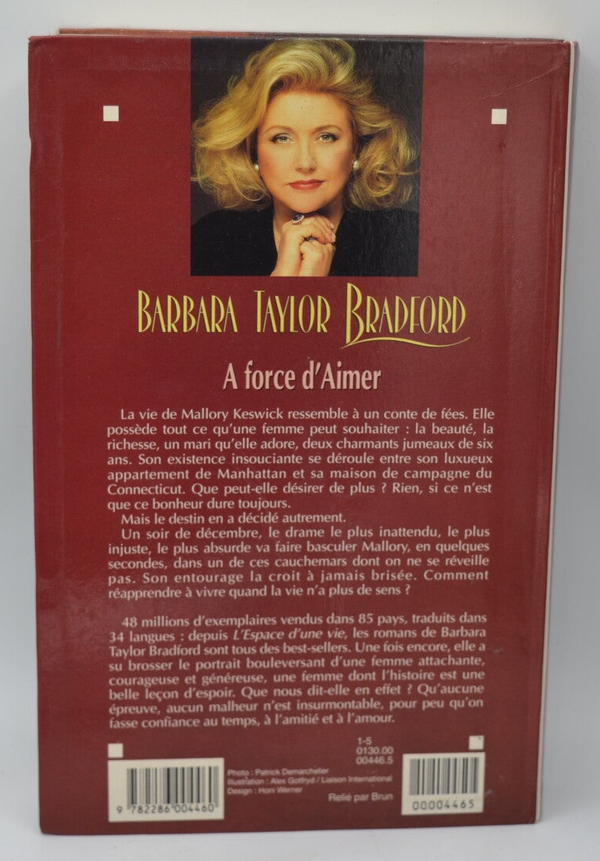 BARBARA TAYLOR BRADFORD
A force d'Aimer
La vie de Mallory Keswick ressemble à un conte de fées. Elle
possède tout ce qu'une femme peut souhaiter : la beauté, la
richesse, un mari qu'elle adore, deux charmants jumeaux de six
ans. Son existence insouciante se déroule entre son luxueux
appartement de Manhattan et sa maison de campagne du
Connecticut. Que peut-elle désirer de plus ? Rien, si ce n'est
que ce bonheur dure toujours.
Mais le destin en a décidé autrement.
Un soir de décembre, le drame le plus inattendu, le plus
injuste, le plus absurde va faire basculer Mallory, en quelques
secondes, dans un de ces cauchemars dont on ne se réveille
pas. Son entourage la croit à jamais brisée. Comment
réapprendre à vivre quand la vie n'a plus de sens ?
48 millions d'exemplaires vendus dans 85 pays, traduits dans
34 langues : depuis L'Espace d'une vie, les romans de Barbara
Taylor Bradford sont tous des best-sellers. Une fois encore, elle a
su brosser le portrait bouleversant d'une femme attachante,
courageuse et généreuse, une femme dont l'histoire est une
belle leçon d'espoir. Que nous dit-elle en effet ? Qu'aucune
épreuve, aucun malheur n'est insurmontable, pour peu qu'on
fasse confiance au temps, à l'amitié et à l'amour.
1-5
0130.00
00446.5
Photo : Patrick Demarchelier
Illustration : Alex Gotfryd / Liaison International
Design : Honi Werner
Relié par Brun
9 782286 004460
00004465